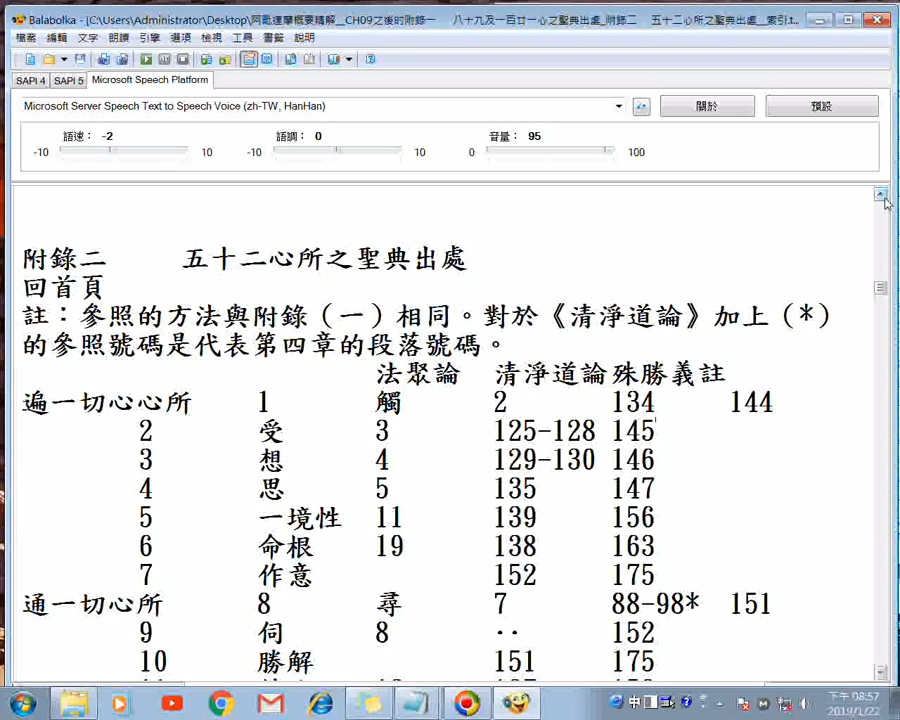 Balabolka - [C:\Users\Administrator\Desktop\阿毗達摩概要精解__CH09之後的附錄一 八十九及一百廿一心之聖典出處_附錄二 五十二心所之聖典出處__索引.t...
檔案 編輯 文字 朗讀 引擎 選項 檢視 工具 書籤 說明
SAPI 4 SAPI 5 Microsoft Speech Platform
Microsoft Server Speech Text to Speech Voice (zh-TW, HanHan) 關於 預設
語速： -2 語調： 0 音量： 95
-10 10 -10 10 0 100
附錄二 五十二心所之聖典出處
回首頁
註：參照的方法與附錄（一）相同。對於《清淨道論》加上（*）
的參照號碼是代表第四章的段落號碼。
法聚論 清淨道論殊勝義註
遍一切心心所 1 觸 2 134 144
2 受 3 125-128 145
3 想 4 129-130 146
4 思 5 135 147
5 一境性 11 139 156
6 命根 19 138 163
7 作意 152 175
通一切心所 8 尋 7 88-98* 151
9 伺 8 ‥ 152
10 勝解 151 175
中
下午 08:57
2019/1/22